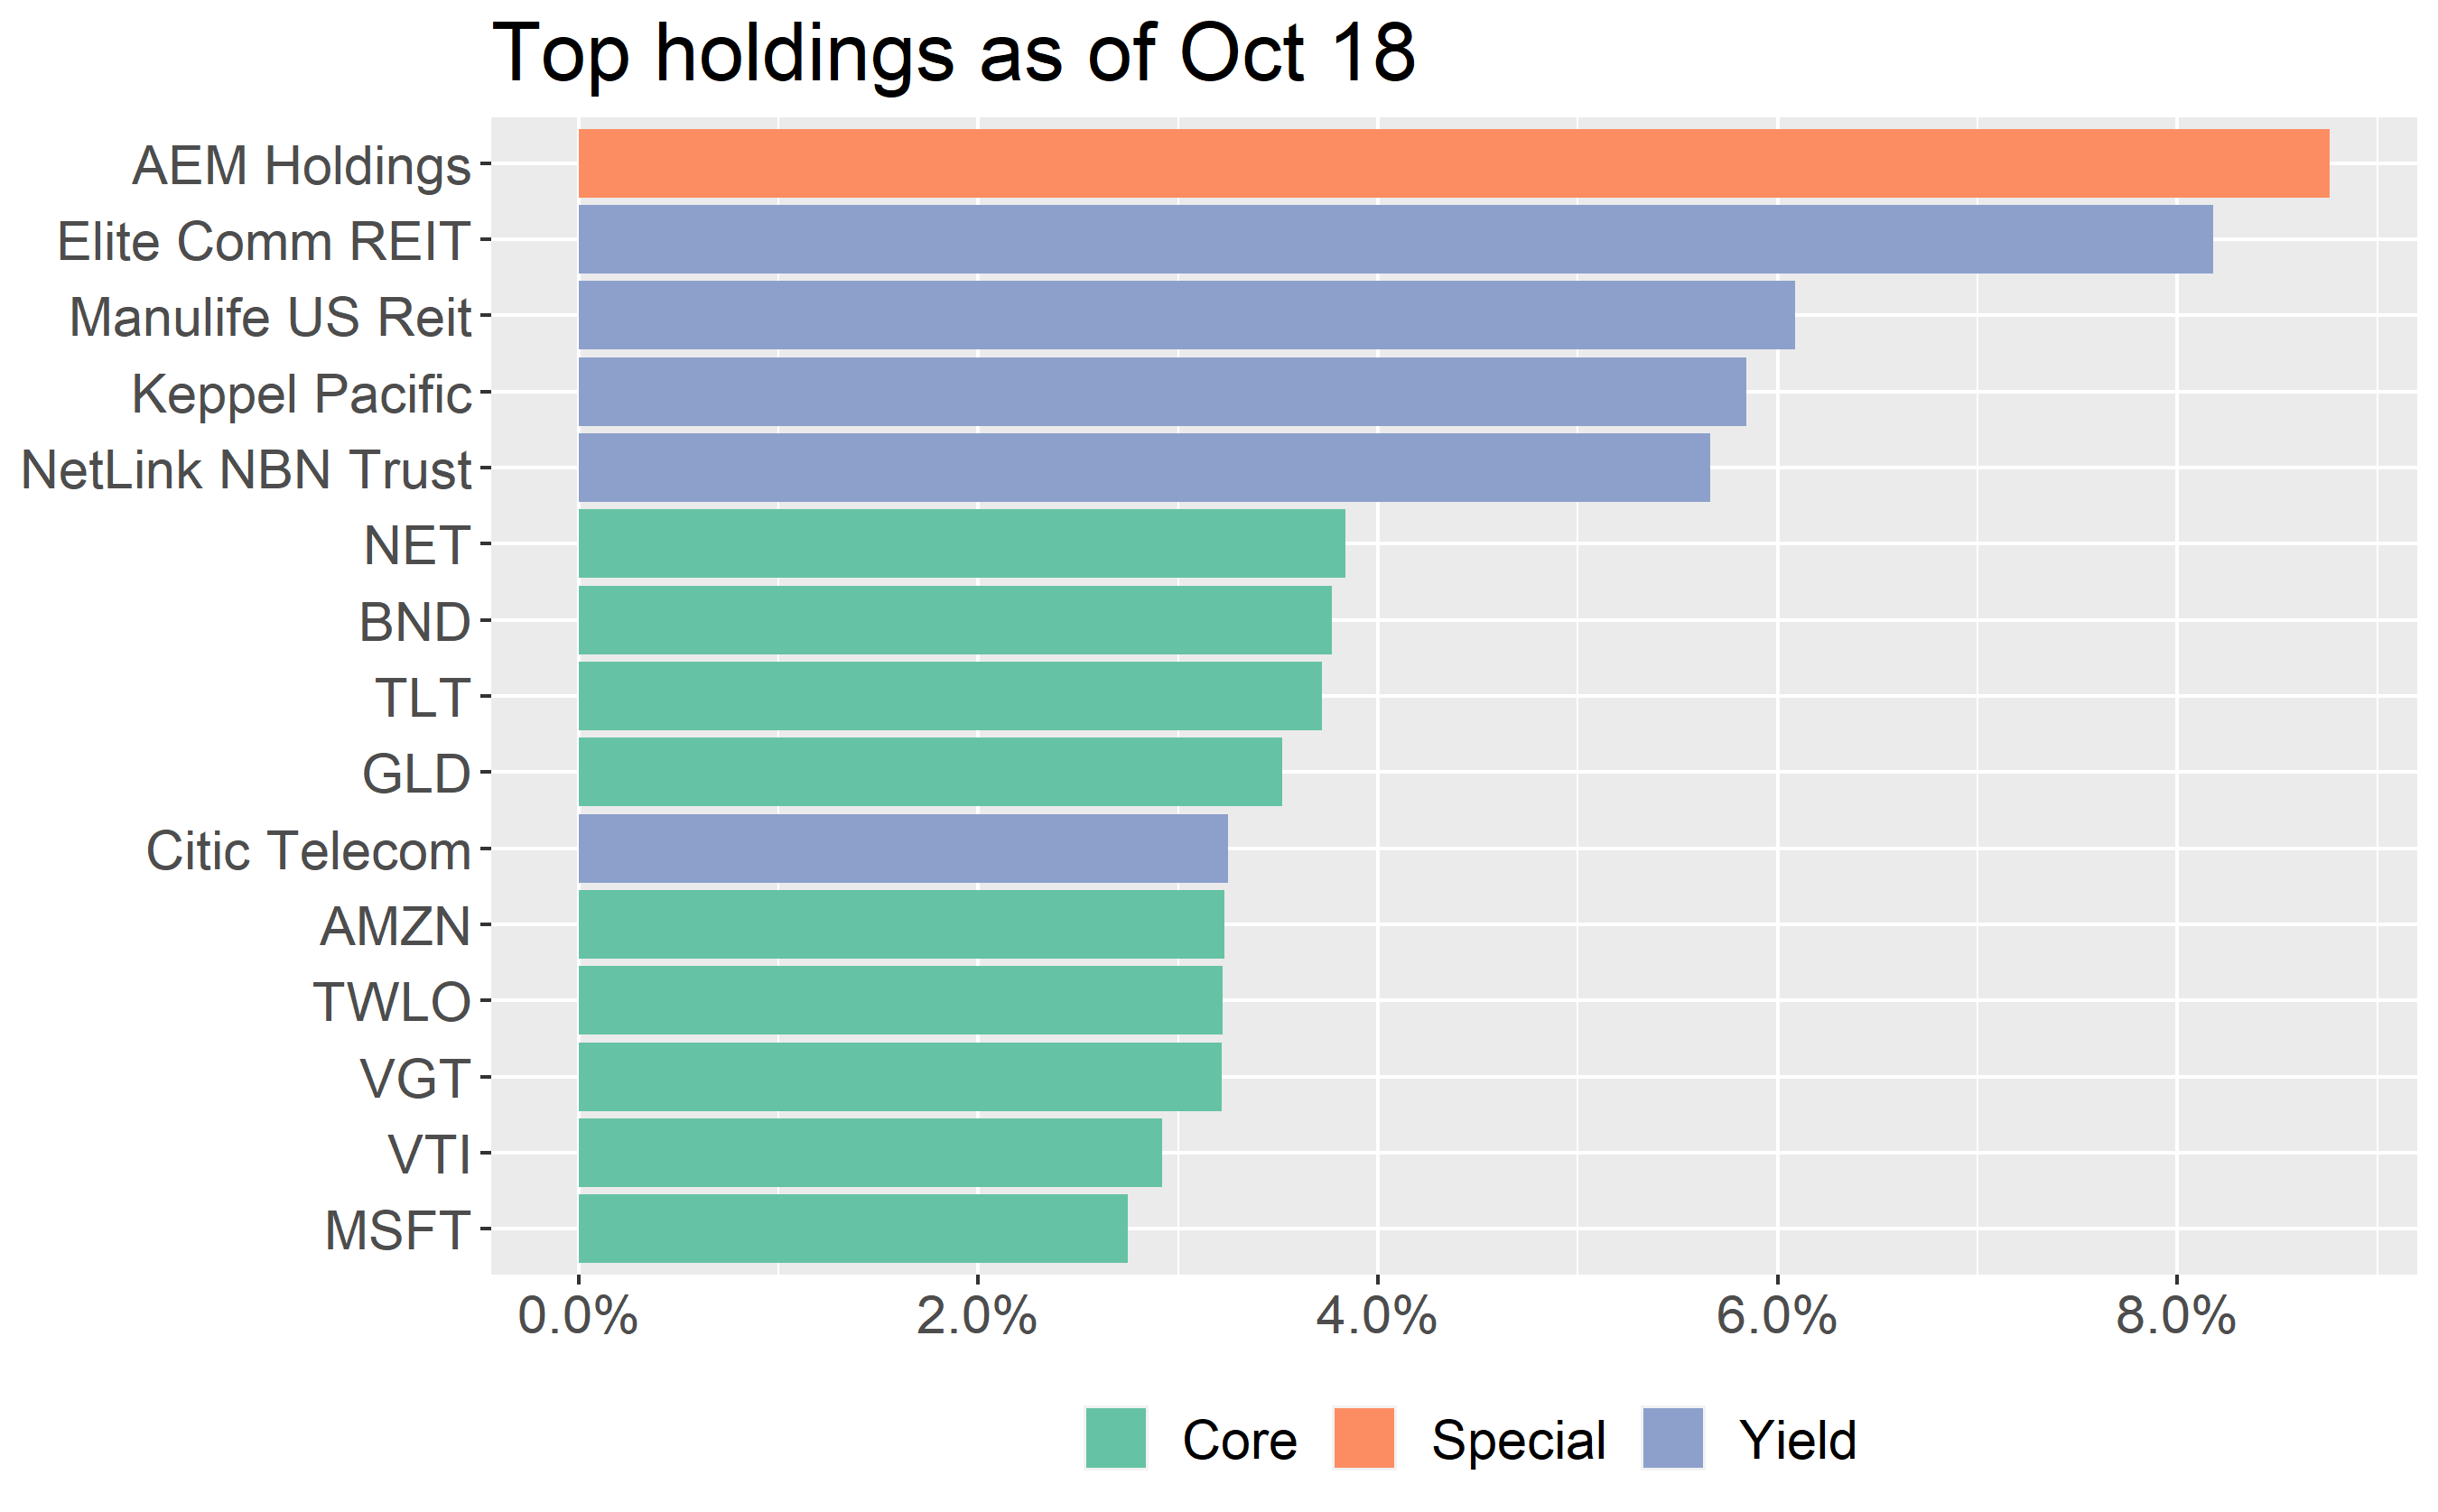 Top holdings as of Oct 18
AEM Holdings
Elite Comm REIT
Manulife US Reit
Keppel Pacific
NetLink NBN Trust
NET
BND
TLT
GLD
Citic Telecom
AMZN
TWLO
VGT
VTI
MSFT
0.0% 2.0% 4.0% 6.0% 8.0%
Core Special Yield